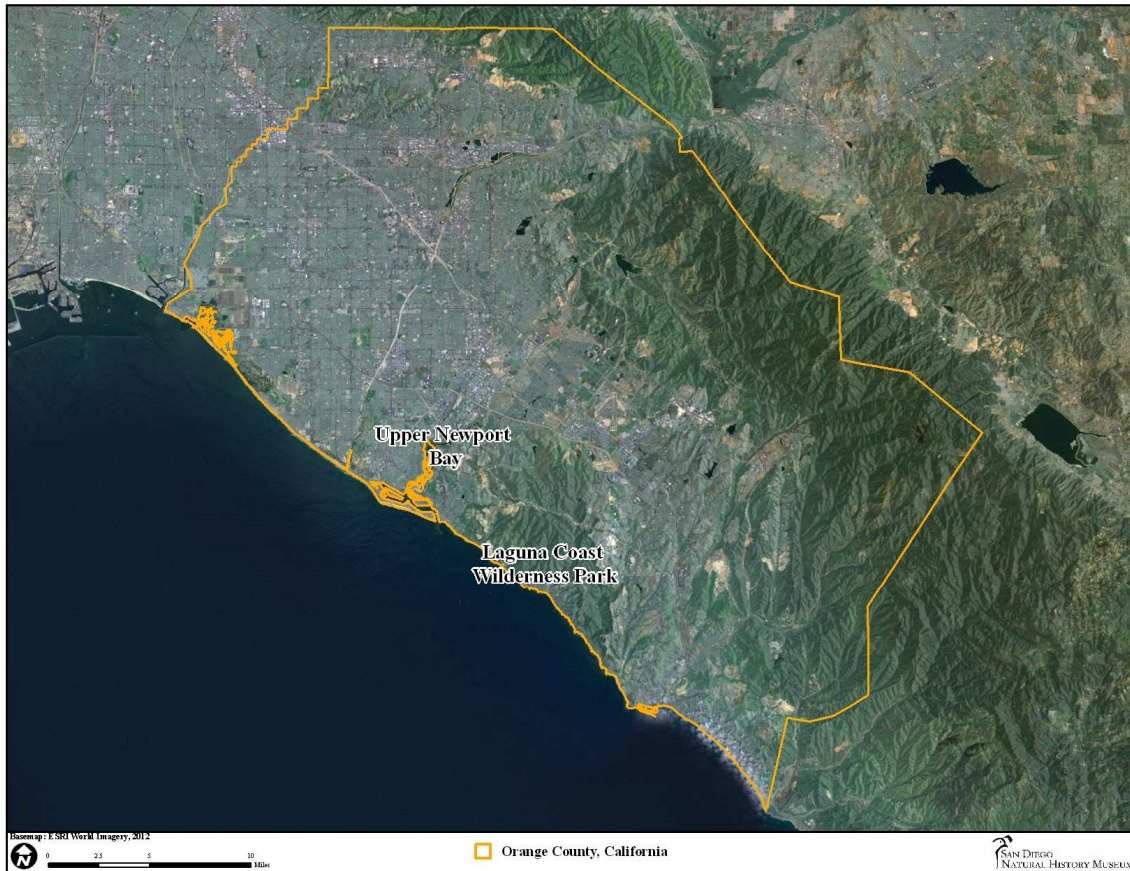 Upper Newport
Bay
Laguna Coast
Wilderness Park
Basemap: ESRI World Imagery, 2012
N
0 2.5 5 10
Miles
Orange County, California
SAN DIEGO
NATURAL HISTORY MUSEUM